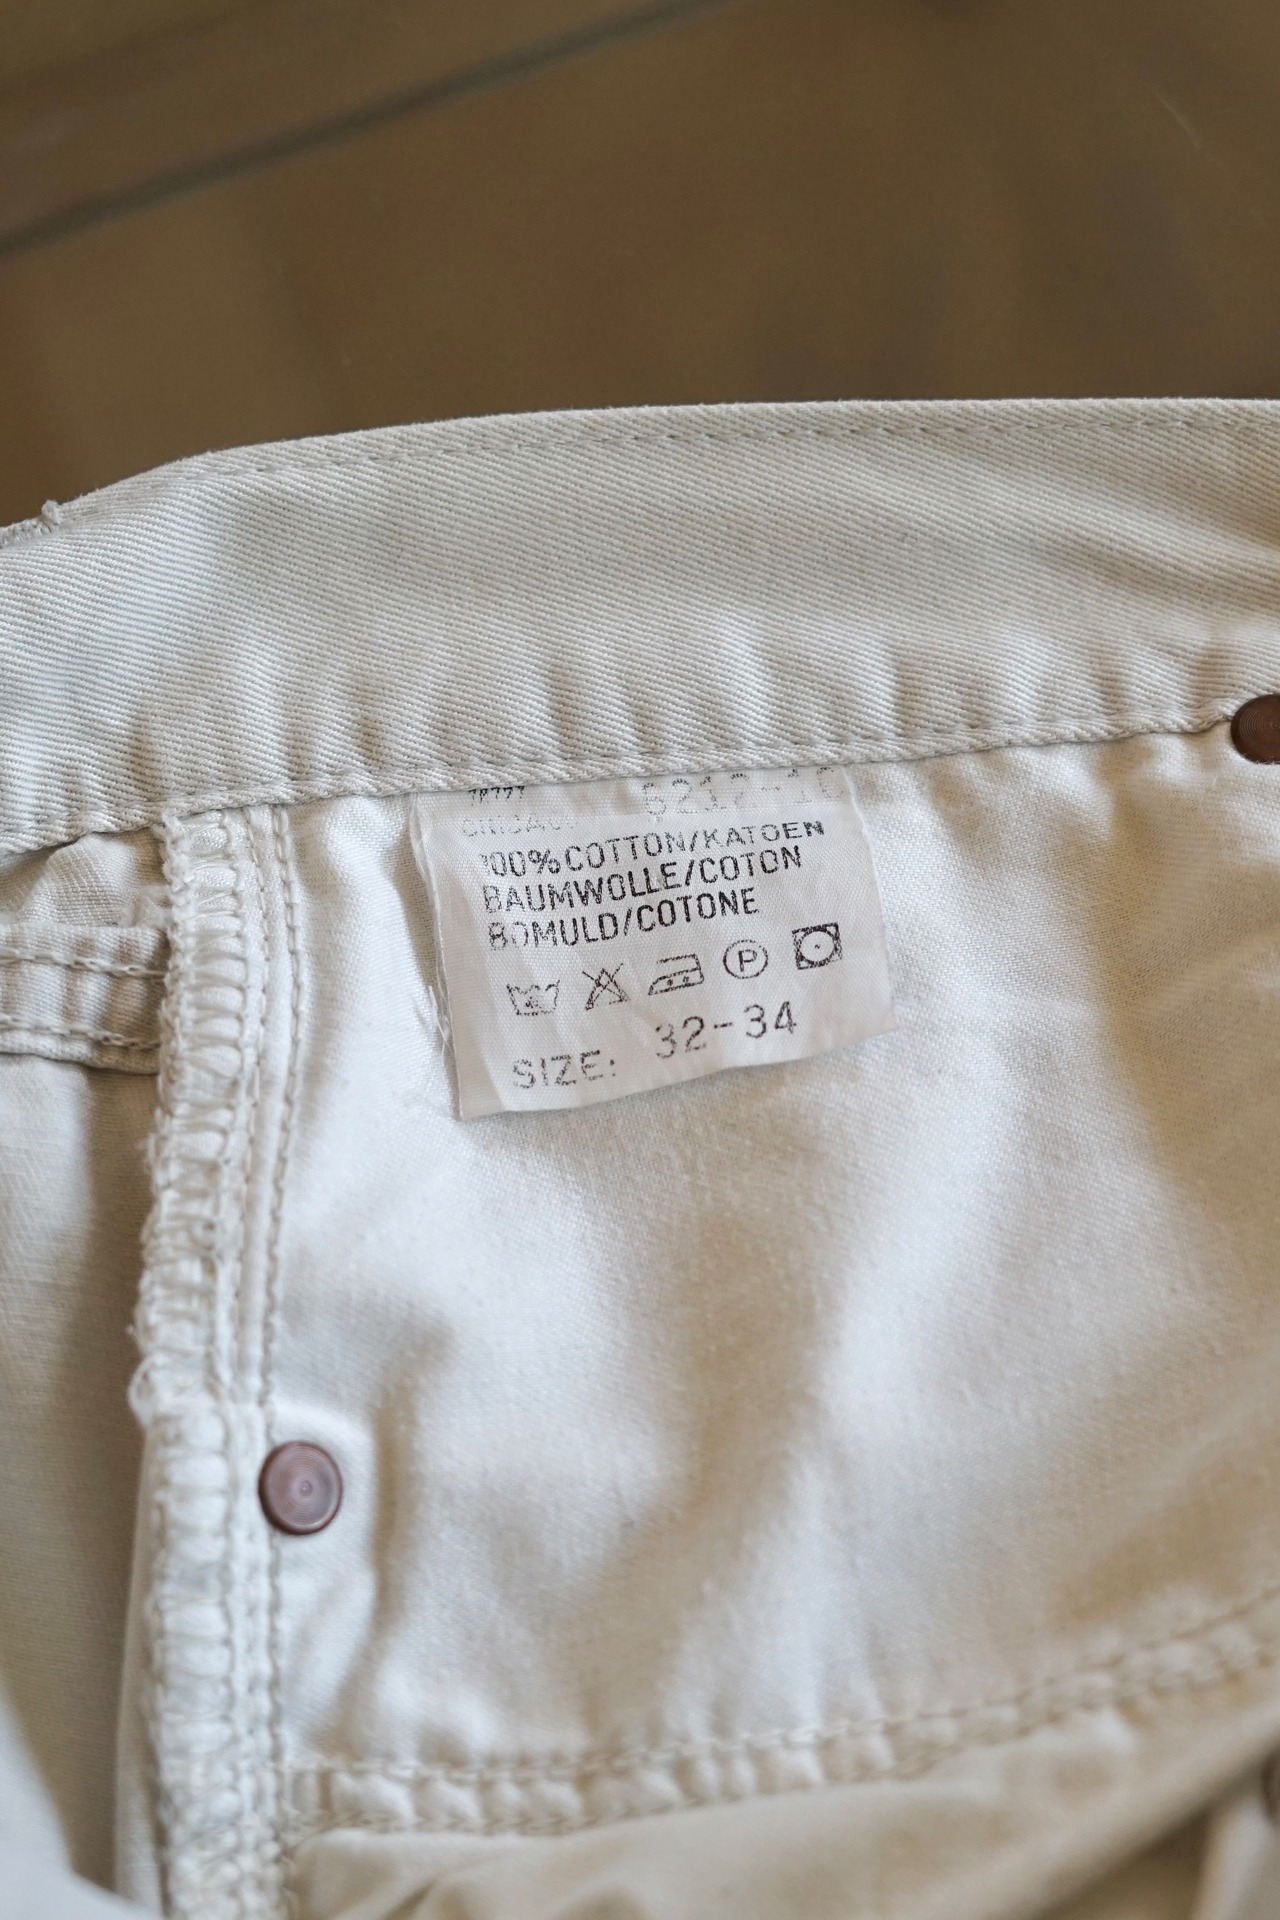 100% COTTON/KATOEN
BAUMWOLLE/COTON
BOMULD/COTONE
P
SIZE: 32-34